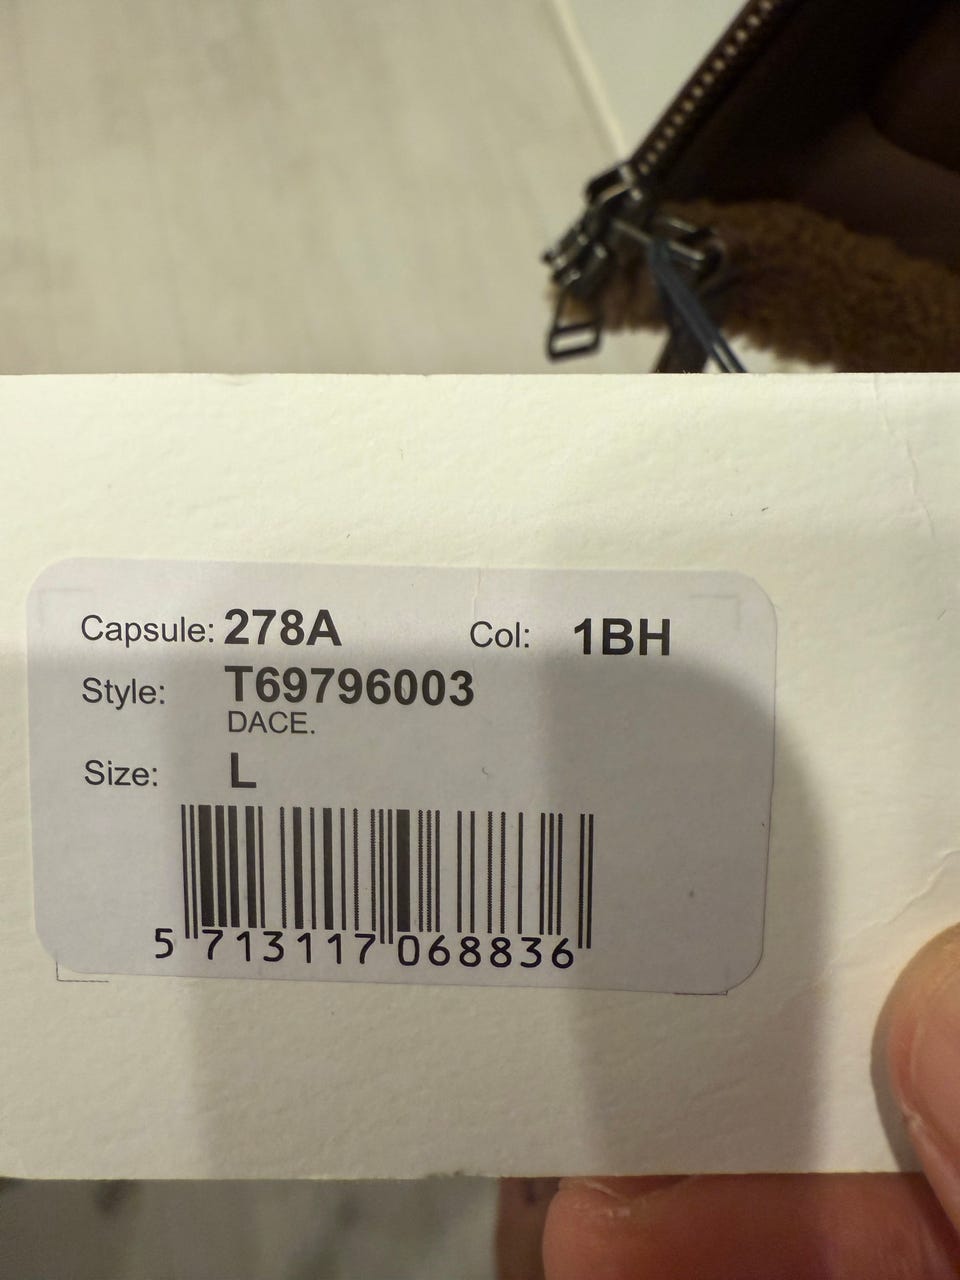 Capsule: 278A Col: 1BH
Style: T69796003
DACE.
Size: L
5 713117 068836